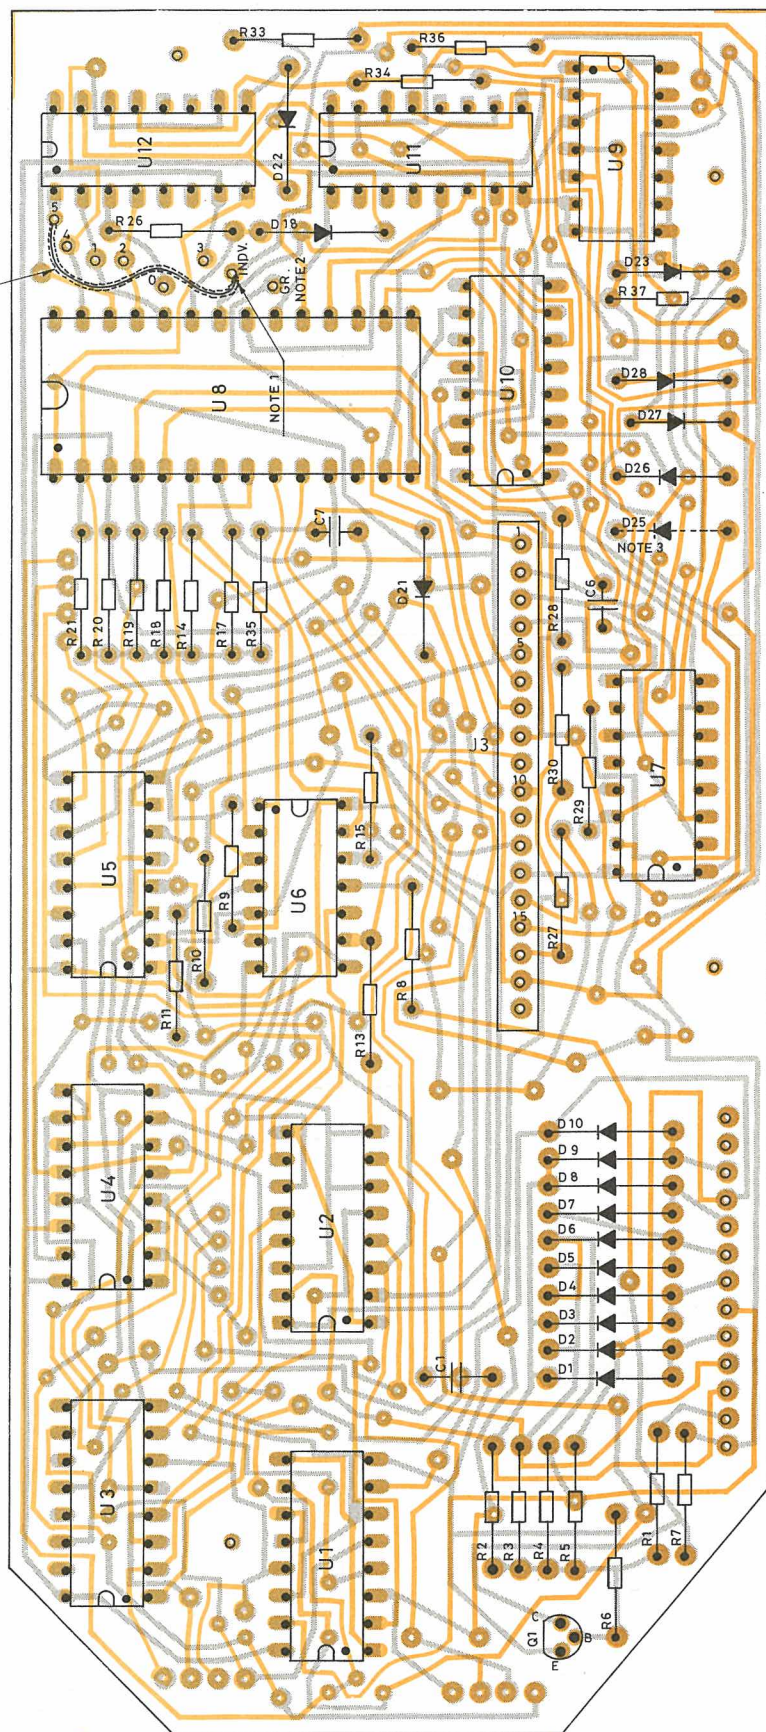 R33
R36
R34
U12
D22
U11
U9
5
R26
D18
4
1
2
3
0
INDV.
GR.
NOTE 2
D23
R37
U8
NOTE 1
U10
D28
D27
D26
D25
NOTE 3
C7
1
R21
R20
R19
R18
R14
R17
R35
D21
R28
C6
5
J3
R30
U7
R29
10
R15
U5
R9
U6
R10
R11
R8
R13
15
R27
U4
U2
D10
D9
D8
D7
D6
D5
D4
D3
D2
D1
C1
U3
U1
R2
R3
R4
R5
R1
R7
R6
Q1
C
B
E